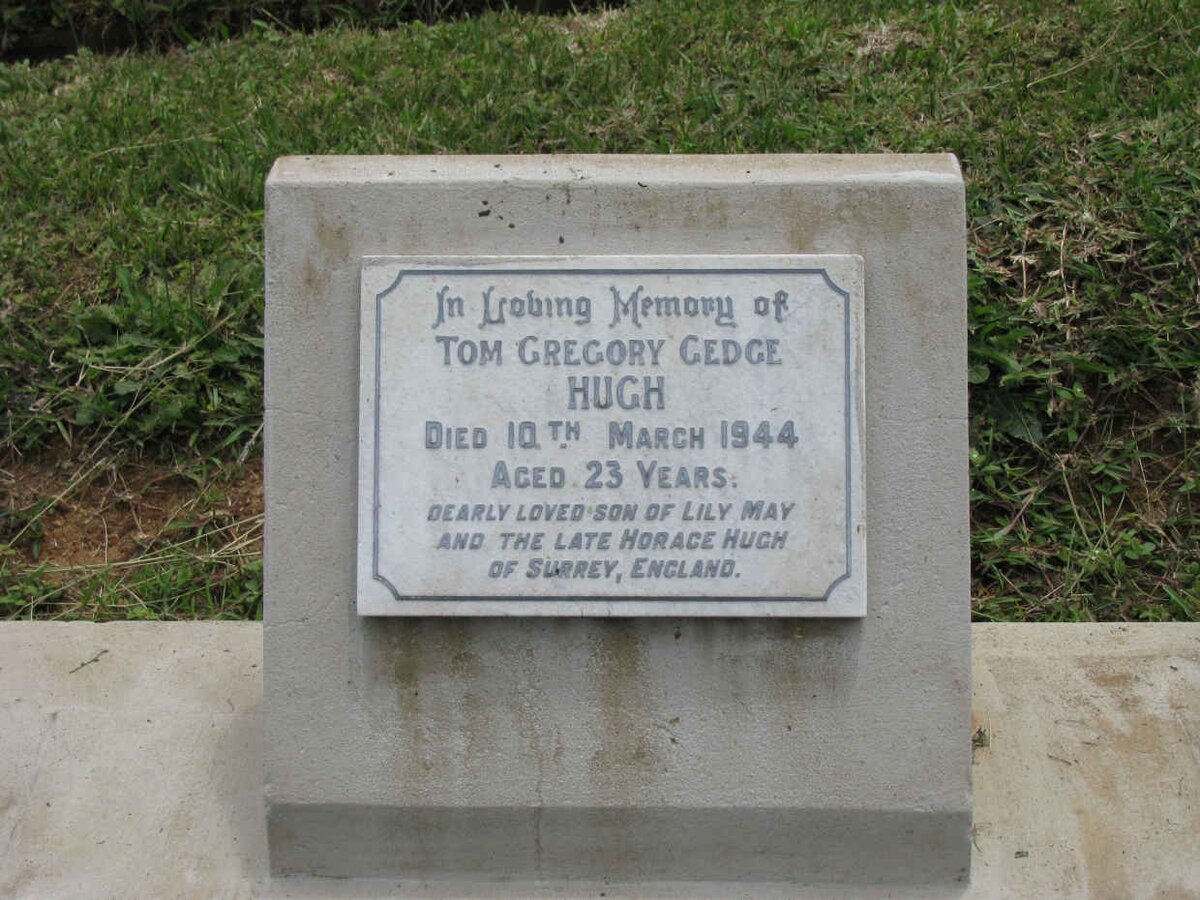 In Loving Memory of
TOM GREGORY GEDGE
HUGH
DIED 10TH MARCH 1944
AGED 23 YEARS.
DEARLY LOVED SON OF LILY MAY
AND THE LATE HORACE HUGH
OF SURREY, ENGLAND.